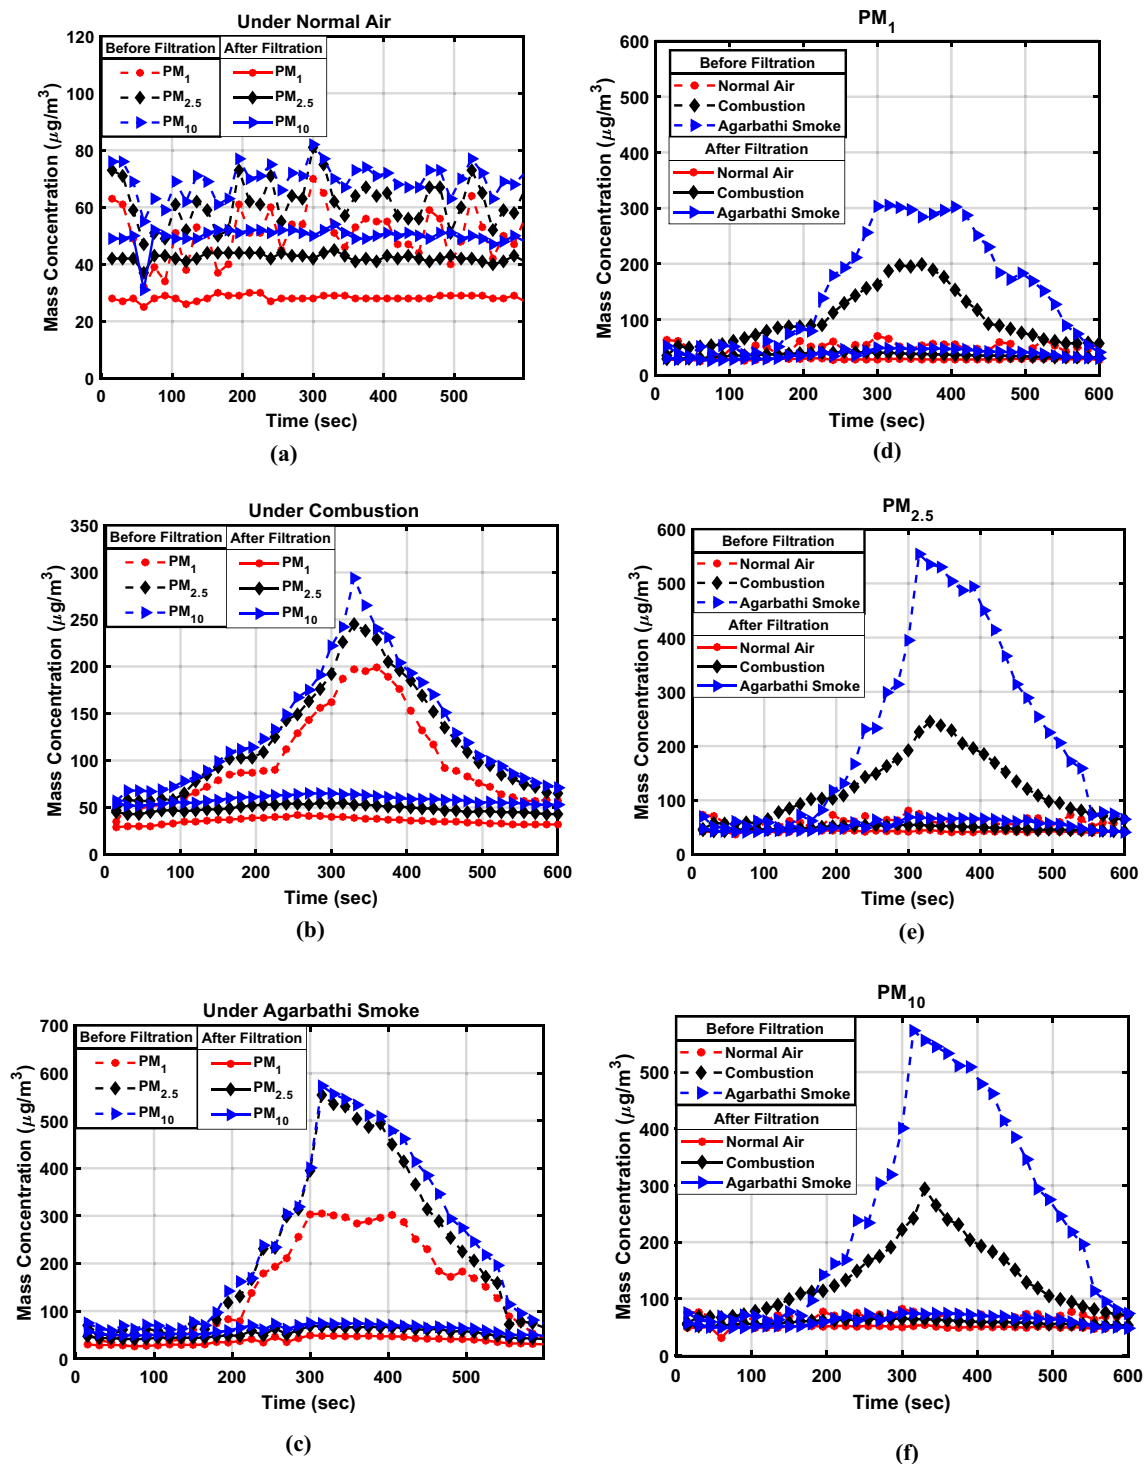 Under Normal Air
120
100
80
60
40
20
0
Mass Concentration (μg/m³)
Before Filtration
PM₁
PM₂.₅
PM₁₀
After Filtration
PM₁
PM₂.₅
PM₁₀
0 100 200 300 400 500
Time (sec)
(a)
PM₁
600
500
400
300
200
100
0
Mass Concentration (μg/m³)
Before Filtration
Normal Air
Combustion
Agarbathi Smoke
After Filtration
Normal Air
Combustion
Agarbathi Smoke
0 100 200 300 400 500 600
Time (sec)
(d)
Under Combustion
350
300
250
200
150
100
50
0
Mass Concentration (μg/m³)
Before Filtration
PM₁
PM₂.₅
PM₁₀
After Filtration
PM₁
PM₂.₅
PM₁₀
0 100 200 300 400 500 600
Time (sec)
(b)
PM₂.₅
600
500
400
300
200
100
0
Mass Concentration (μg/m³)
Before Filtration
Normal Air
Combustion
Agarbathi Smoke
After Filtration
Normal Air
Combustion
Agarbathi Smoke
0 100 200 300 400 500 600
Time (sec)
(e)
Under Agarbathi Smoke
700
600
500
400
300
200
100
0
Mass Concentration (μg/m³)
Before Filtration
PM₁
PM₂.₅
PM₁₀
After Filtration
PM₁
PM₂.₅
PM₁₀
0 100 200 300 400 500
Time (sec)
(c)
PM₁₀
500
400
300
200
100
0
Mass Concentration (μg/m³)
Before Filtration
Normal Air
Combustion
Agarbathi Smoke
After Filtration
Normal Air
Combustion
Agarbathi Smoke
0 100 200 300 400 500 600
Time (sec)
(f)